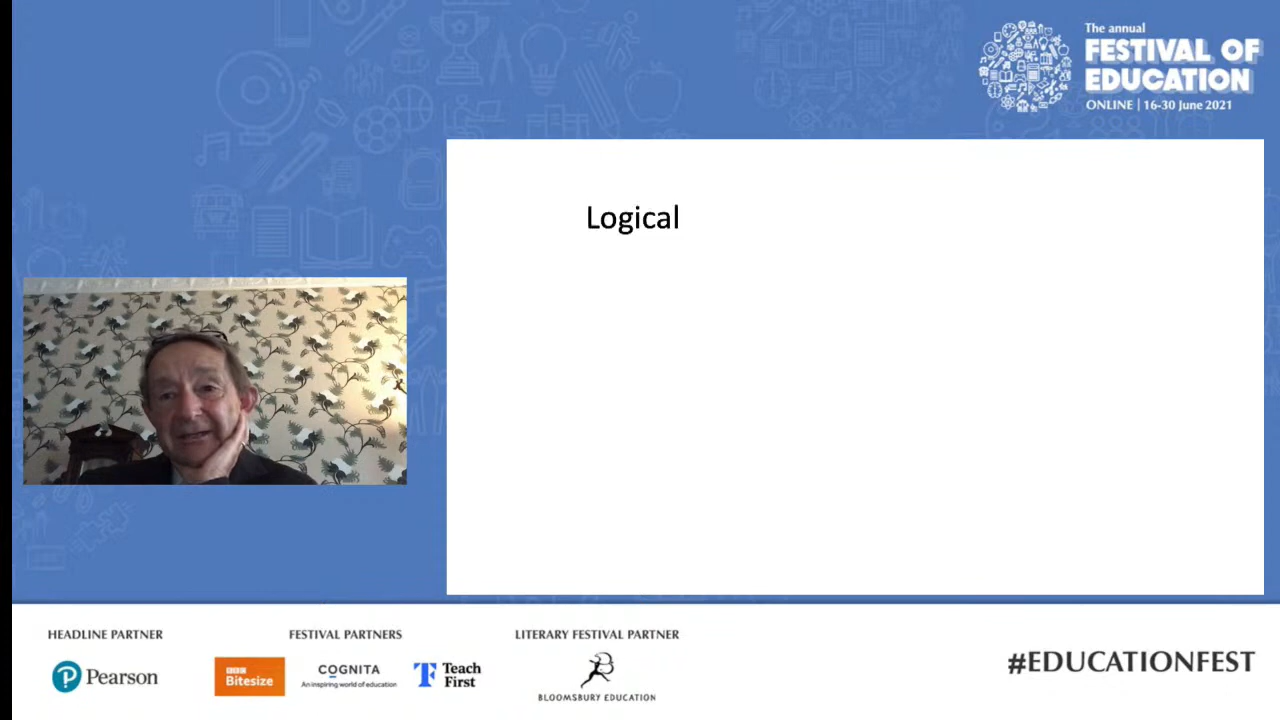 The annual
FESTIVAL OF
EDUCATION
ONLINE | 16-30 June 2021
Logical
HEADLINE PARTNER
FESTIVAL PARTNERS
LITERARY FESTIVAL PARTNER
Pearson
BBC
Bitesize
COGNITA
An inspiring world of education
Teach
First
BLOOMSBURY EDUCATION
#EDUCATIONFEST